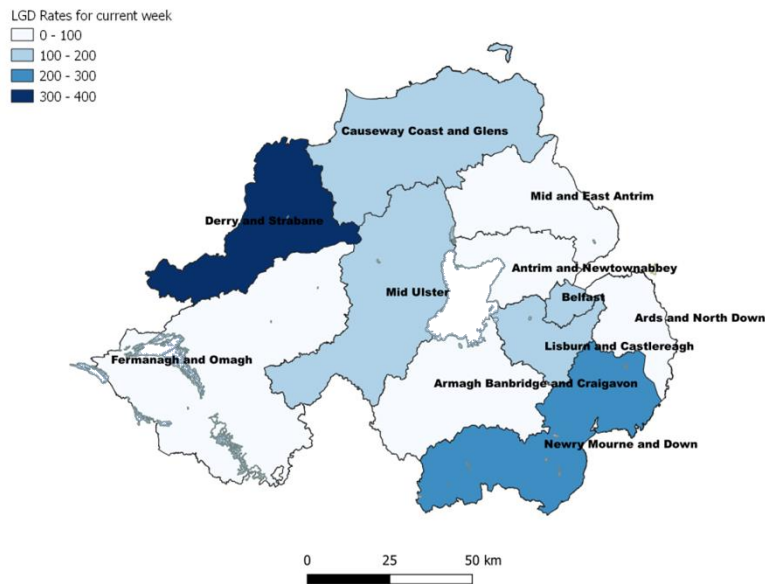 LGD Rates for current week
0 - 100
100 - 200
200 - 300
300 - 400
Causeway Coast and Glens
Mid and East Antrim
Derry and Strabane
Antrim and Newtownabbey
Mid Ulster
Belfast
Ards and North Down
Lisburn and Castlereagh
Fermanagh and Omagh
Armagh Banbridge and Craigavon
Newry Mourne and Down
0 25 50 km